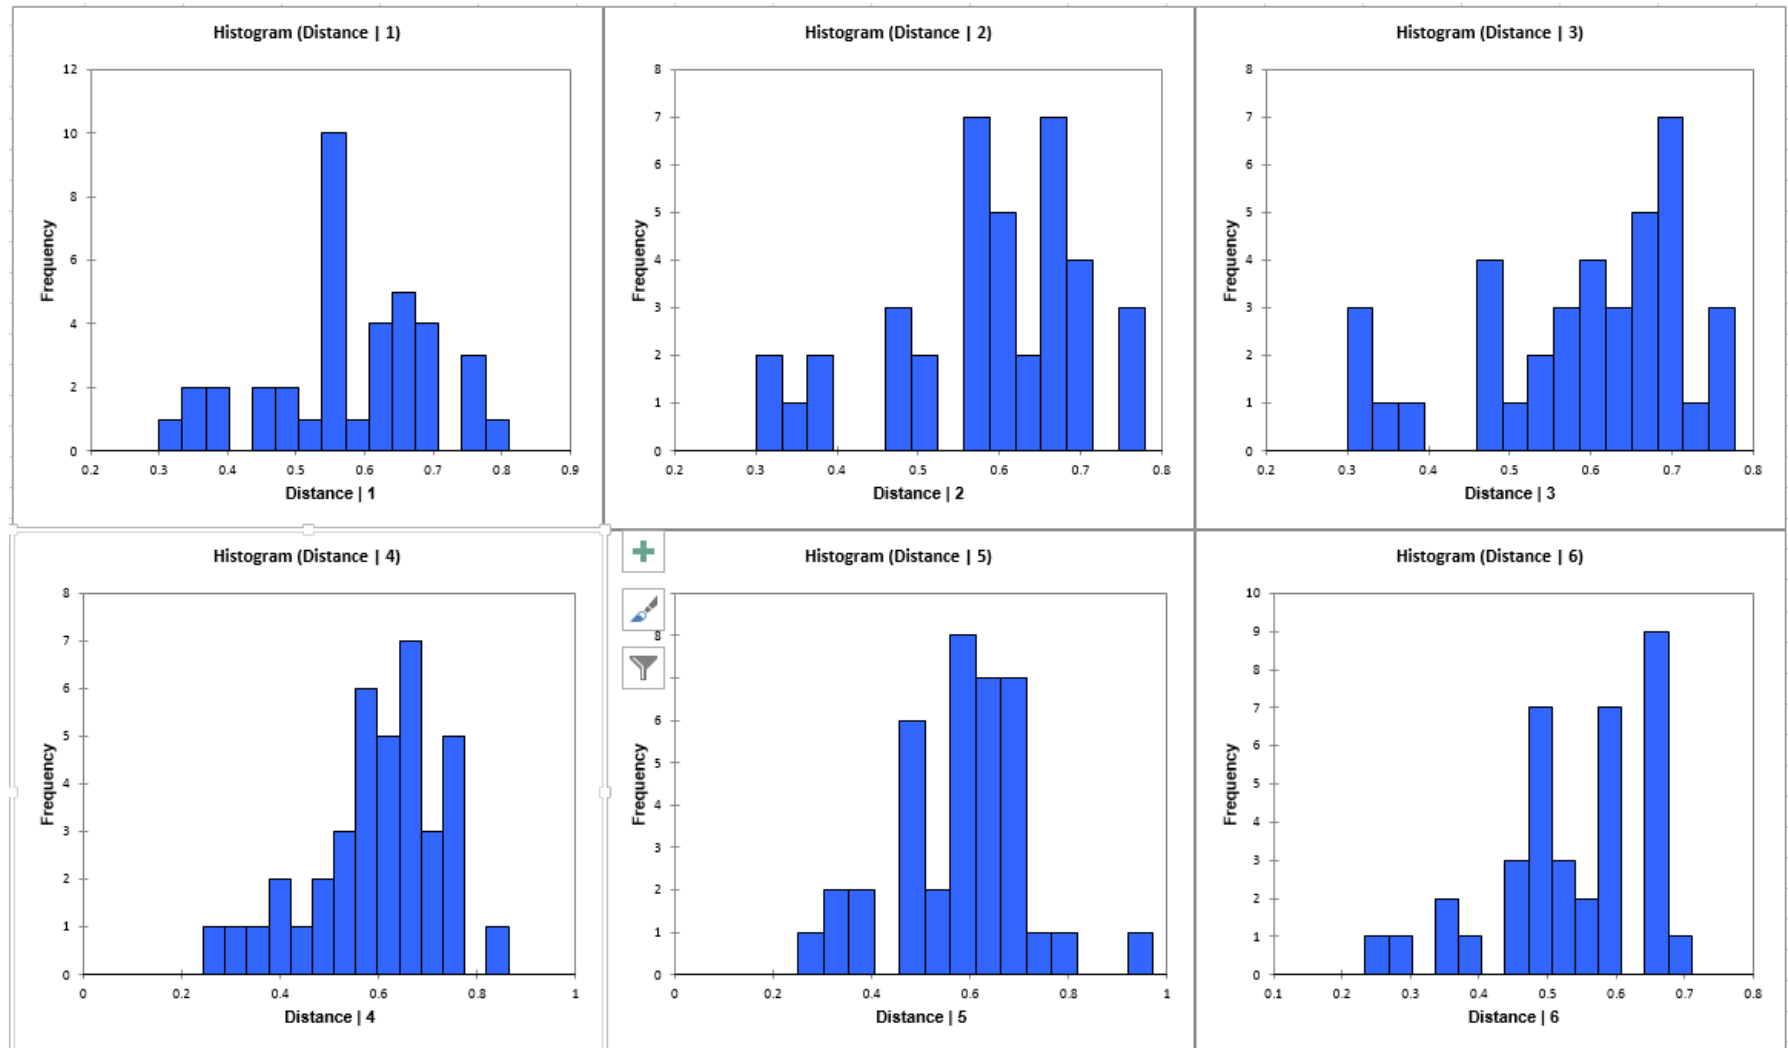 Histogram (Distance | 1)
12
10
8
6
4
2
0
Frequency
0.2 0.3 0.4 0.5 0.6 0.7 0.8 0.9
Distance | 1
Histogram (Distance | 2)
8
7
6
5
4
3
2
1
0
Frequency
0.2 0.3 0.4 0.5 0.6 0.7 0.8
Distance | 2
Histogram (Distance | 3)
8
7
6
5
4
3
2
1
0
Frequency
0.2 0.3 0.4 0.5 0.6 0.7 0.8
Distance | 3
Histogram (Distance | 4)
8
7
6
5
4
3
2
1
0
Frequency
0 0.2 0.4 0.6 0.8 1
Distance | 4
Histogram (Distance | 5)
8
6
5
4
3
2
1
0
Frequency
0 0.2 0.4 0.6 0.8 1
Distance | 5
Histogram (Distance | 6)
10
9
8
7
6
5
4
3
2
1
0
Frequency
0.1 0.2 0.3 0.4 0.5 0.6 0.7 0.8
Distance | 6